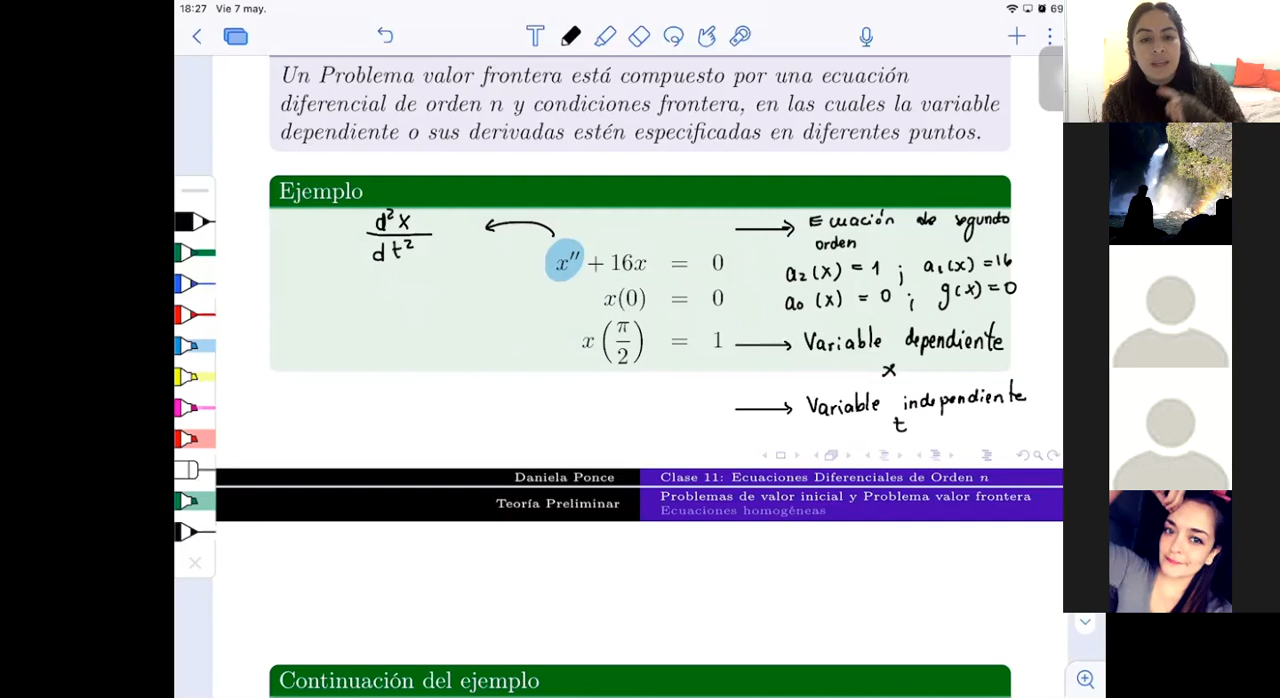 18:27 Vie 7 may.
69
Un Problema valor frontera está compuesto por una ecuación
diferencial de orden n y condiciones frontera, en las cuales la variable
dependiente o sus derivadas estén especificadas en diferentes puntos.
Ejemplo
d²x
dt²
x″ + 16x = 0
x(0) = 0
x(π/2) = 1
Ecuación de segundo
orden
a₂(x) = 1 ; a₁(x) = 16
a₀(x) = 0 ; g(x) = 0
Variable dependiente
x
Variable independiente
t
Daniela Ponce
Clase 11: Ecuaciones Diferenciales de Orden n
Teoría Preliminar
Problemas de valor inicial y Problema valor frontera
Ecuaciones homogéneas
Continuación del ejemplo